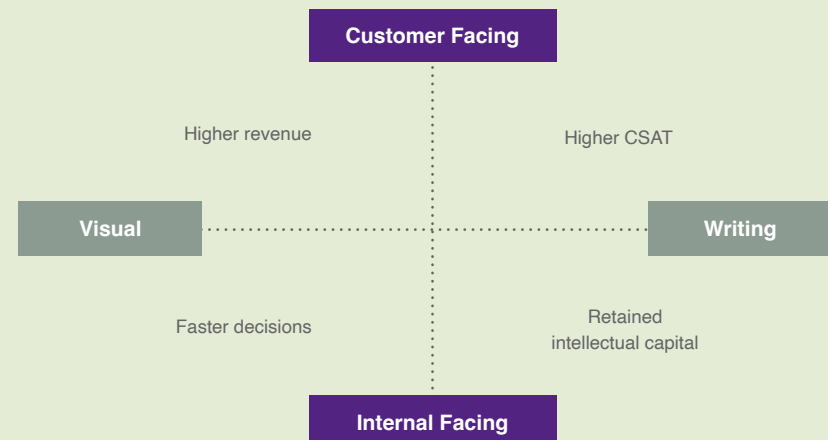 Customer Facing
Higher revenue
Higher CSAT
Visual
Writing
Faster decisions
Retained
intellectual capital
Internal Facing